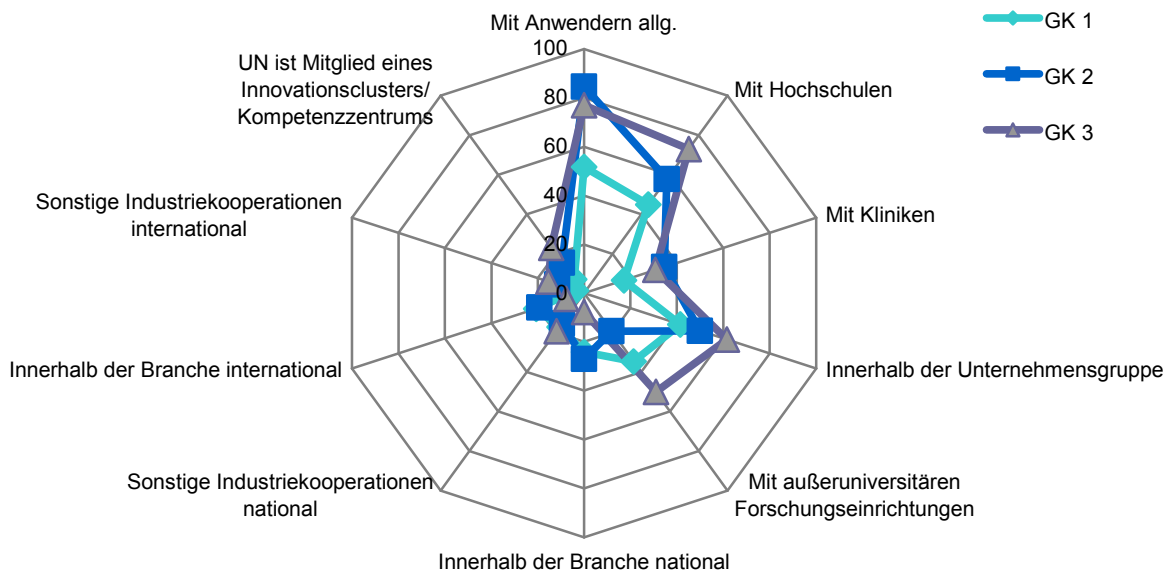 Mit Anwendern allg.
GK 1
GK 2
GK 3
100
80
60
40
20
0
UN ist Mitglied eines
Innovationsclusters/
Kompetenzzentrums
Mit Hochschulen
Sonstige Industriekooperationen
international
Mit Kliniken
Innerhalb der Branche international
Innerhalb der Unternehmensgruppe
Sonstige Industriekooperationen
national
Mit außeruniversitären
Forschungseinrichtungen
Innerhalb der Branche national